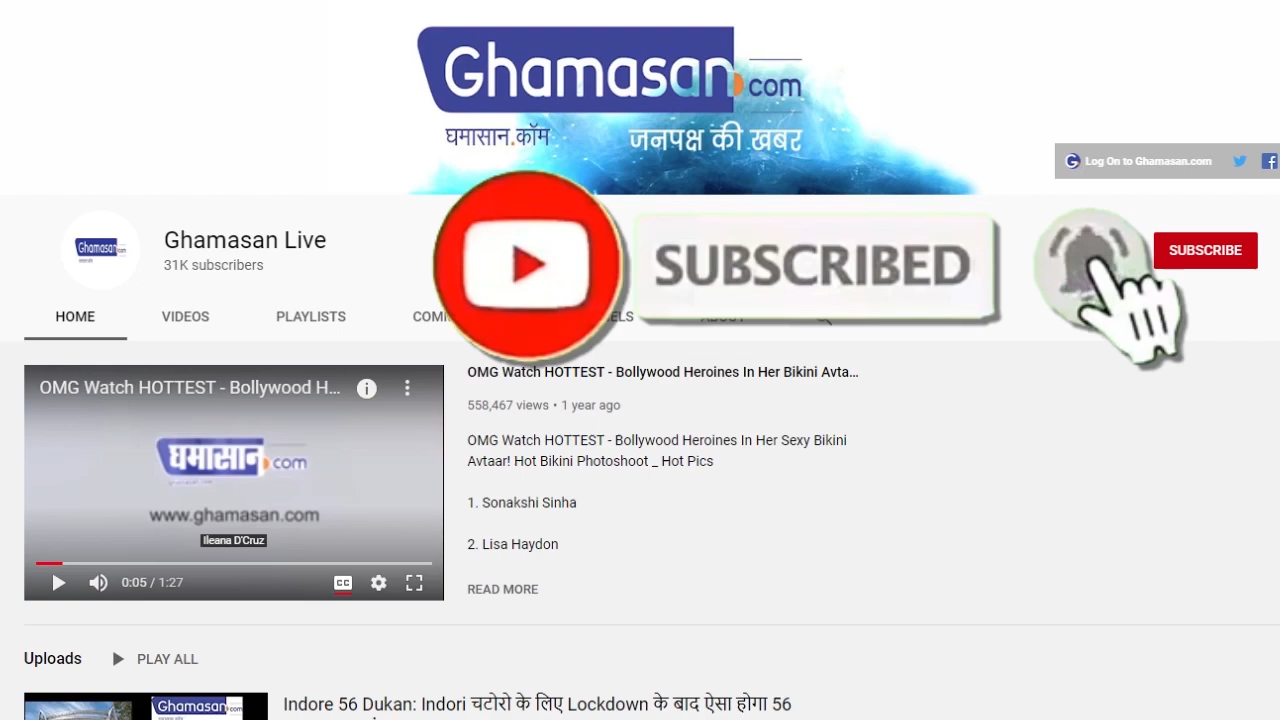 Ghamasan.com
घमासान.कॉम
जनपक्ष की खबर
Log On to Ghamasan.com
Ghamasan
Ghamasan Live
31K subscribers
SUBSCRIBED
SUBSCRIBE
HOME
VIDEOS
PLAYLISTS
OMG Watch HOTTEST - Bollywood H...
घमासान.com
www.ghamasan.com
Ileana D'Cruz
0:05 / 1:27
CC
OMG Watch HOTTEST - Bollywood Heroines In Her Bikini Avta...
558,467 views • 1 year ago
OMG Watch HOTTEST - Bollywood Heroines In Her Sexy Bikini
Avtaar! Hot Bikini Photoshoot _ Hot Pics
1. Sonakshi Sinha
2. Lisa Haydon
READ MORE
Uploads
PLAY ALL
Ghamasan.com
Indore 56 Dukan: Indori चटोरो के लिए Lockdown के बाद ऐसा होगा 56